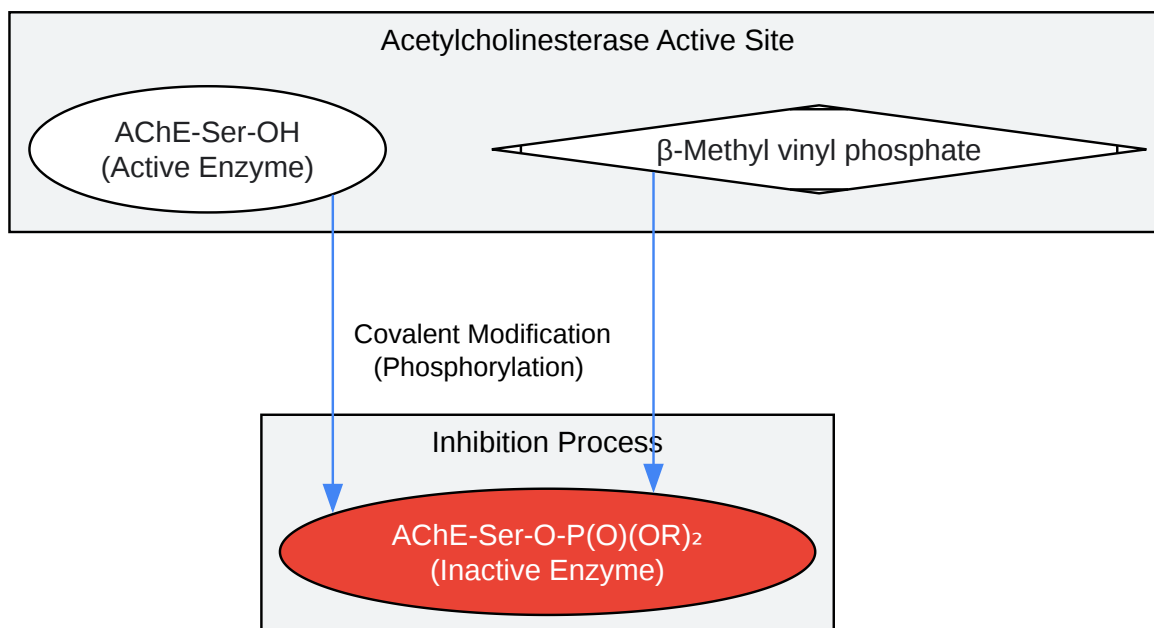 Acetylcholinesterase Active Site
AChE-Ser-OH
(Active Enzyme)
β-Methyl vinyl phosphate
Covalent Modification
(Phosphorylation)
Inhibition Process
AChE-Ser-O-P(O)(OR)₂
(Inactive Enzyme)